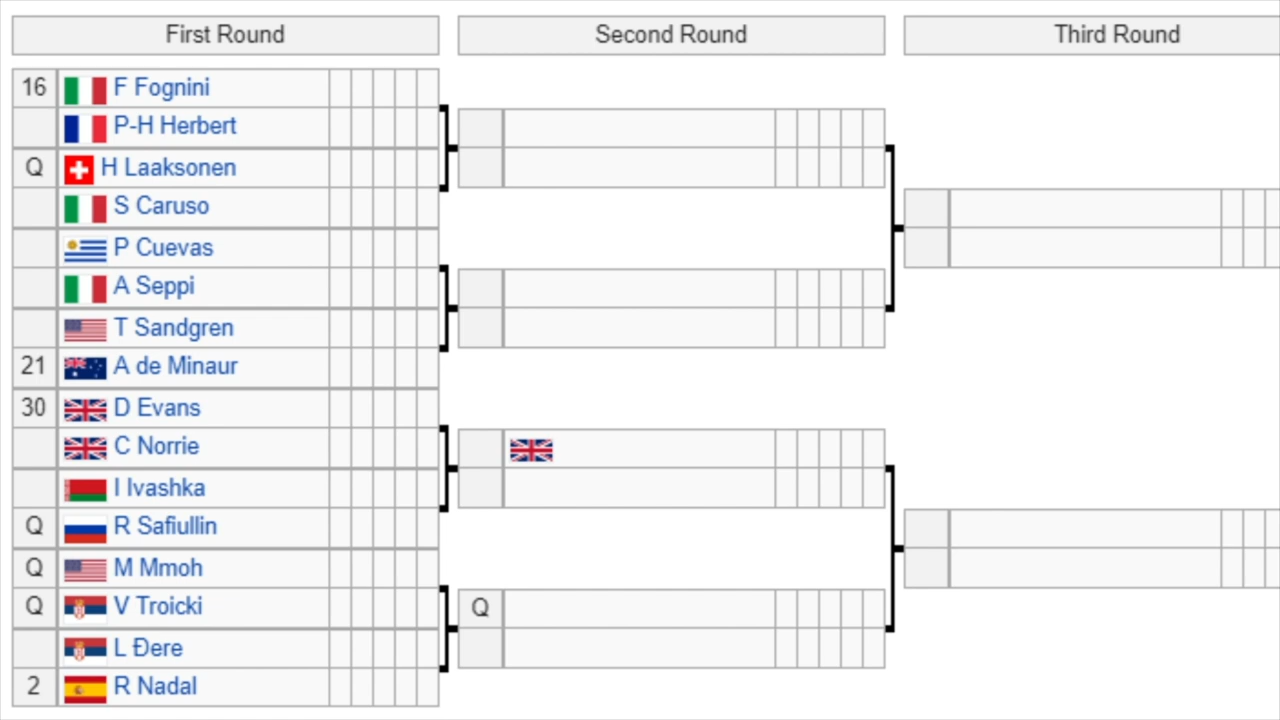 First Round
Second Round
Third Round
16 F Fognini
P-H Herbert
Q H Laaksonen
S Caruso
P Cuevas
A Seppi
T Sandgren
21 A de Minaur
30 D Evans
C Norrie
I Ivashka
Q R Safiullin
Q M Mmoh
Q V Troicki
Q
L Đere
2 R Nadal